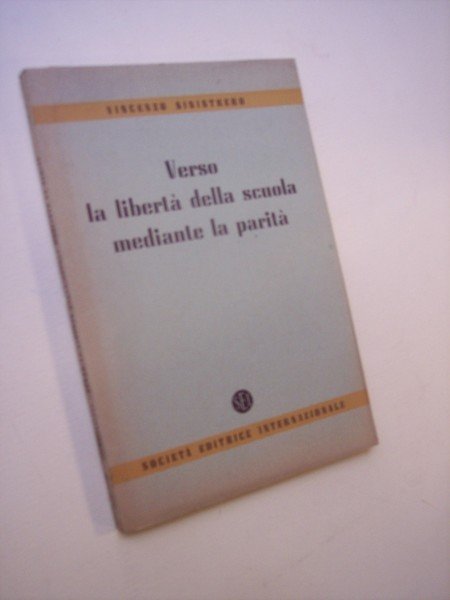 VINCENZO SINISTRERO
Verso
la libertà della scuola
mediante la parità
SEI
SOCIETÀ EDITRICE INTERNAZIONALE